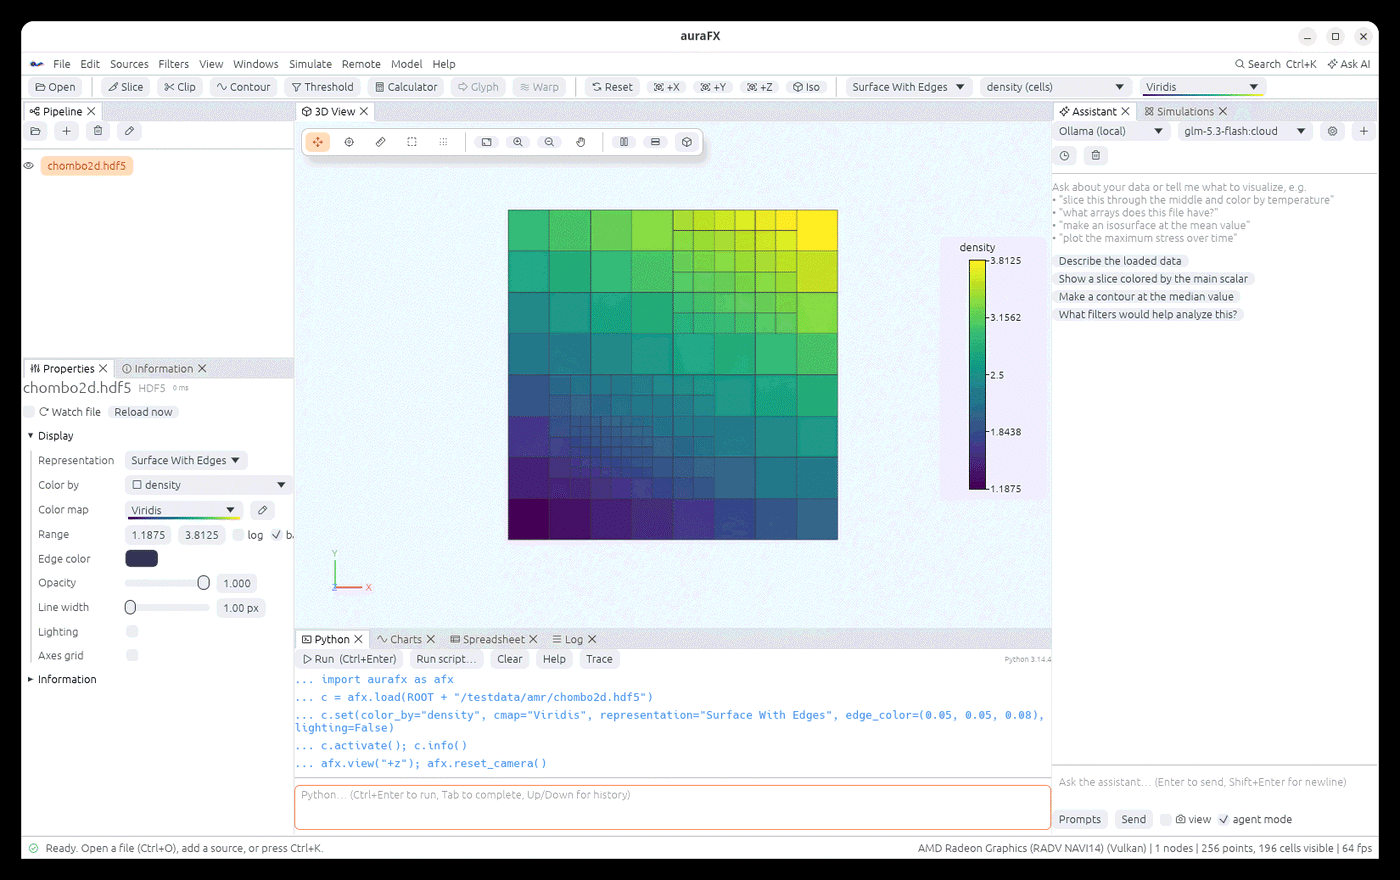 auraFX
File Edit Sources Filters View Windows Simulate Remote Model Help
Search Ctrl+K Ask AI
Open Slice Clip Contour Threshold Calculator Glyph Warp Reset +X +Y +Z Iso Surface With Edges density (cells) Viridis
Pipeline
chombo2d.hdf5
Properties Information
chombo2d.hdf5 HDF5 0 ms
Watch file Reload now
Display
Representation Surface With Edges
Color by density
Color map Viridis
Range 1.1875 3.8125 log
Edge color
Opacity 1.000
Line width 1.00 px
Lighting
Axes grid
Information
3D View
density
3.8125
3.1562
2.5
1.8438
1.1875
Y
Z X
Python Charts Spreadsheet Log
Run (Ctrl+Enter) Run script... Clear Help Trace Python 3.14.4
... import aurafx as afx
... c = afx.load(ROOT + "/testdata/amr/chombo2d.hdf5")
... c.set(color_by="density", cmap="Viridis", representation="Surface With Edges", edge_color=(0.05, 0.05, 0.08),
lighting=False)
... c.activate(); c.info()
... afx.view("+z"); afx.reset_camera()
Python... (Ctrl+Enter to run, Tab to complete, Up/Down for history)
Assistant Simulations
Ollama (local) glm-5.3-flash:cloud
Ask about your data or tell me what to visualize, e.g.
• "slice this through the middle and color by temperature"
• "what arrays does this file have?"
• "make an isosurface at the mean value"
• "plot the maximum stress over time"
Describe the loaded data
Show a slice colored by the main scalar
Make a contour at the median value
What filters would help analyze this?
Ask the assistant... (Enter to send, Shift+Enter for newline)
Prompts Send view agent mode
Ready. Open a file (Ctrl+O), add a source, or press Ctrl+K.
AMD Radeon Graphics (RADV NAVI14) (Vulkan) | 1 nodes | 256 points, 196 cells visible | 64 fps